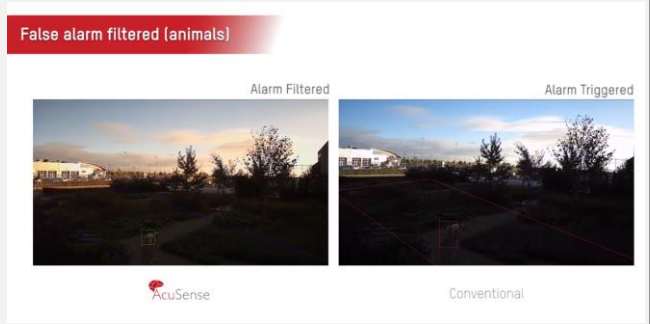 False alarm filtered (animals)
Alarm Filtered
Alarm Triggered
AcuSense
Conventional